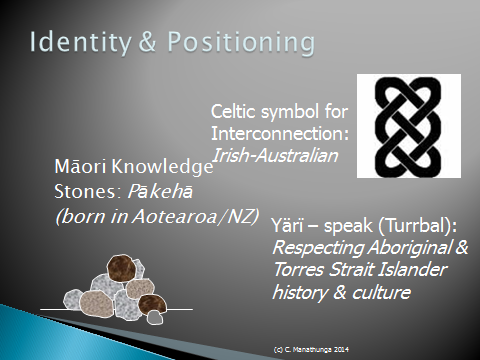 Identity & Positioning
Celtic symbol for
Interconnection:
Irish-Australian
Māori Knowledge
Stones: Pākehā
(born in Aotearoa/NZ)
Yärï – speak (Turrbal):
Respecting Aboriginal &
Torres Strait Islander
history & culture
(c) C. Manathunga 2014